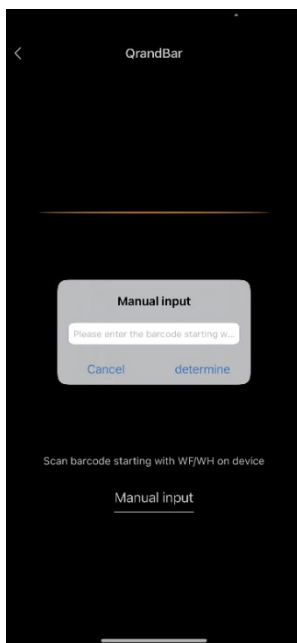 QrandBar
Manual input
Please enter the barcode starting w...
Cancel determine
Scan barcode starting with WF/WH on device
Manual input